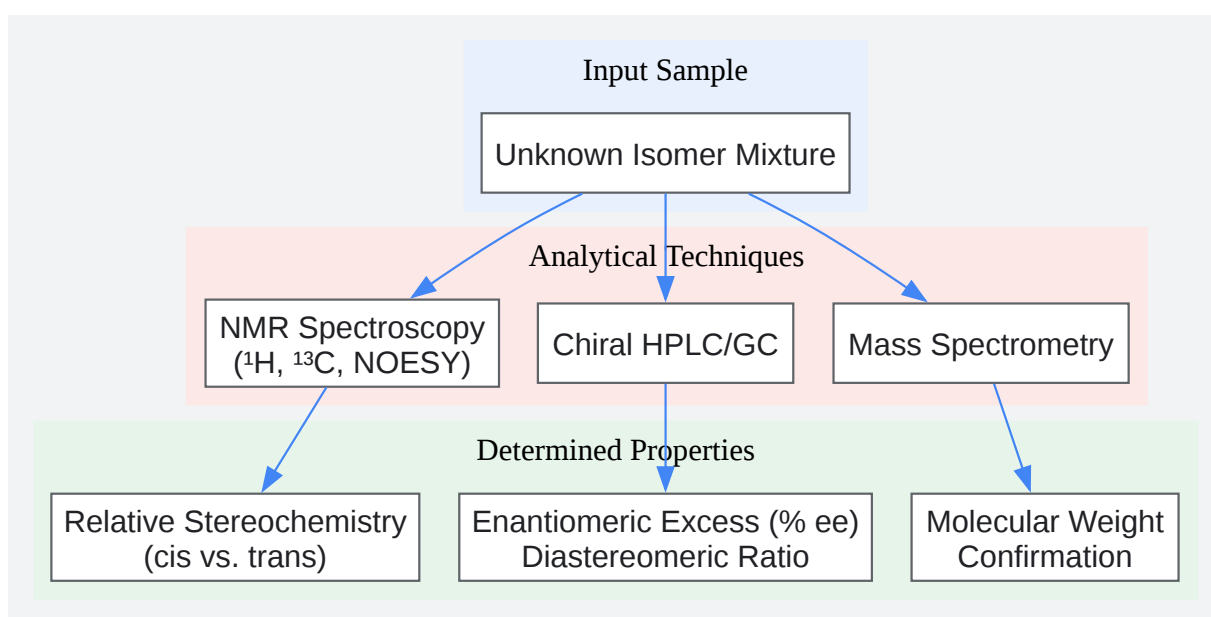 Input Sample
Unknown Isomer Mixture
Analytical Techniques
NMR Spectroscopy
(¹H, ¹³C, NOESY)
Chiral HPLC/GC
Mass Spectrometry
Determined Properties
Relative Stereochemistry
(cis vs. trans)
Enantiomeric Excess (% ee)
Diastereomeric Ratio
Molecular Weight
Confirmation